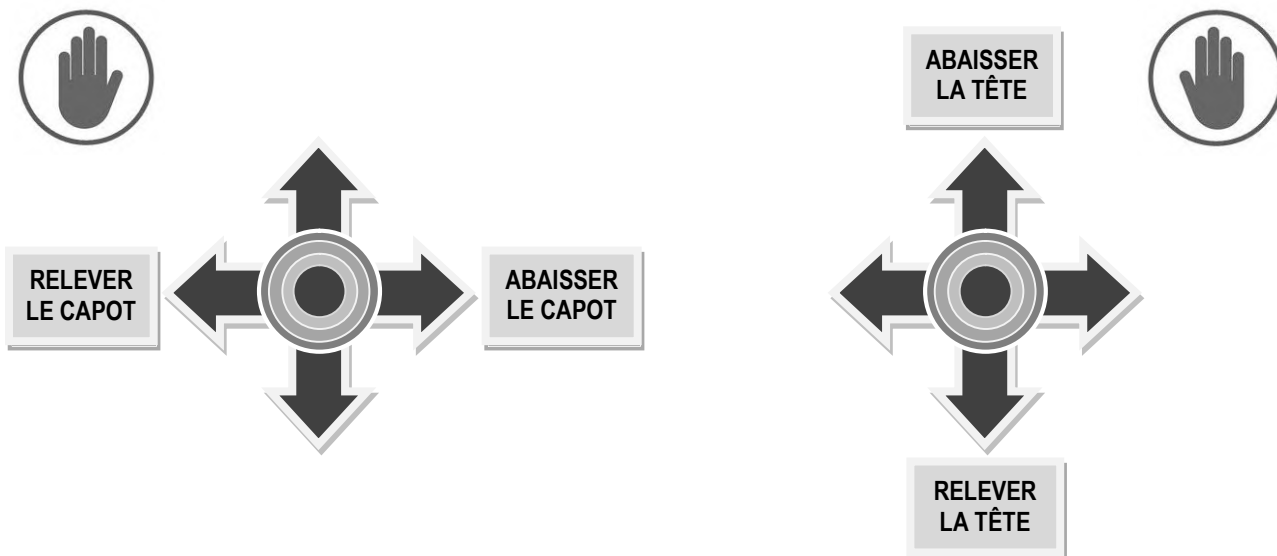 RELEVER
LE CAPOT
ABAISSER
LE CAPOT
ABAISSER
LA TÊTE
RELEVER
LA TÊTE